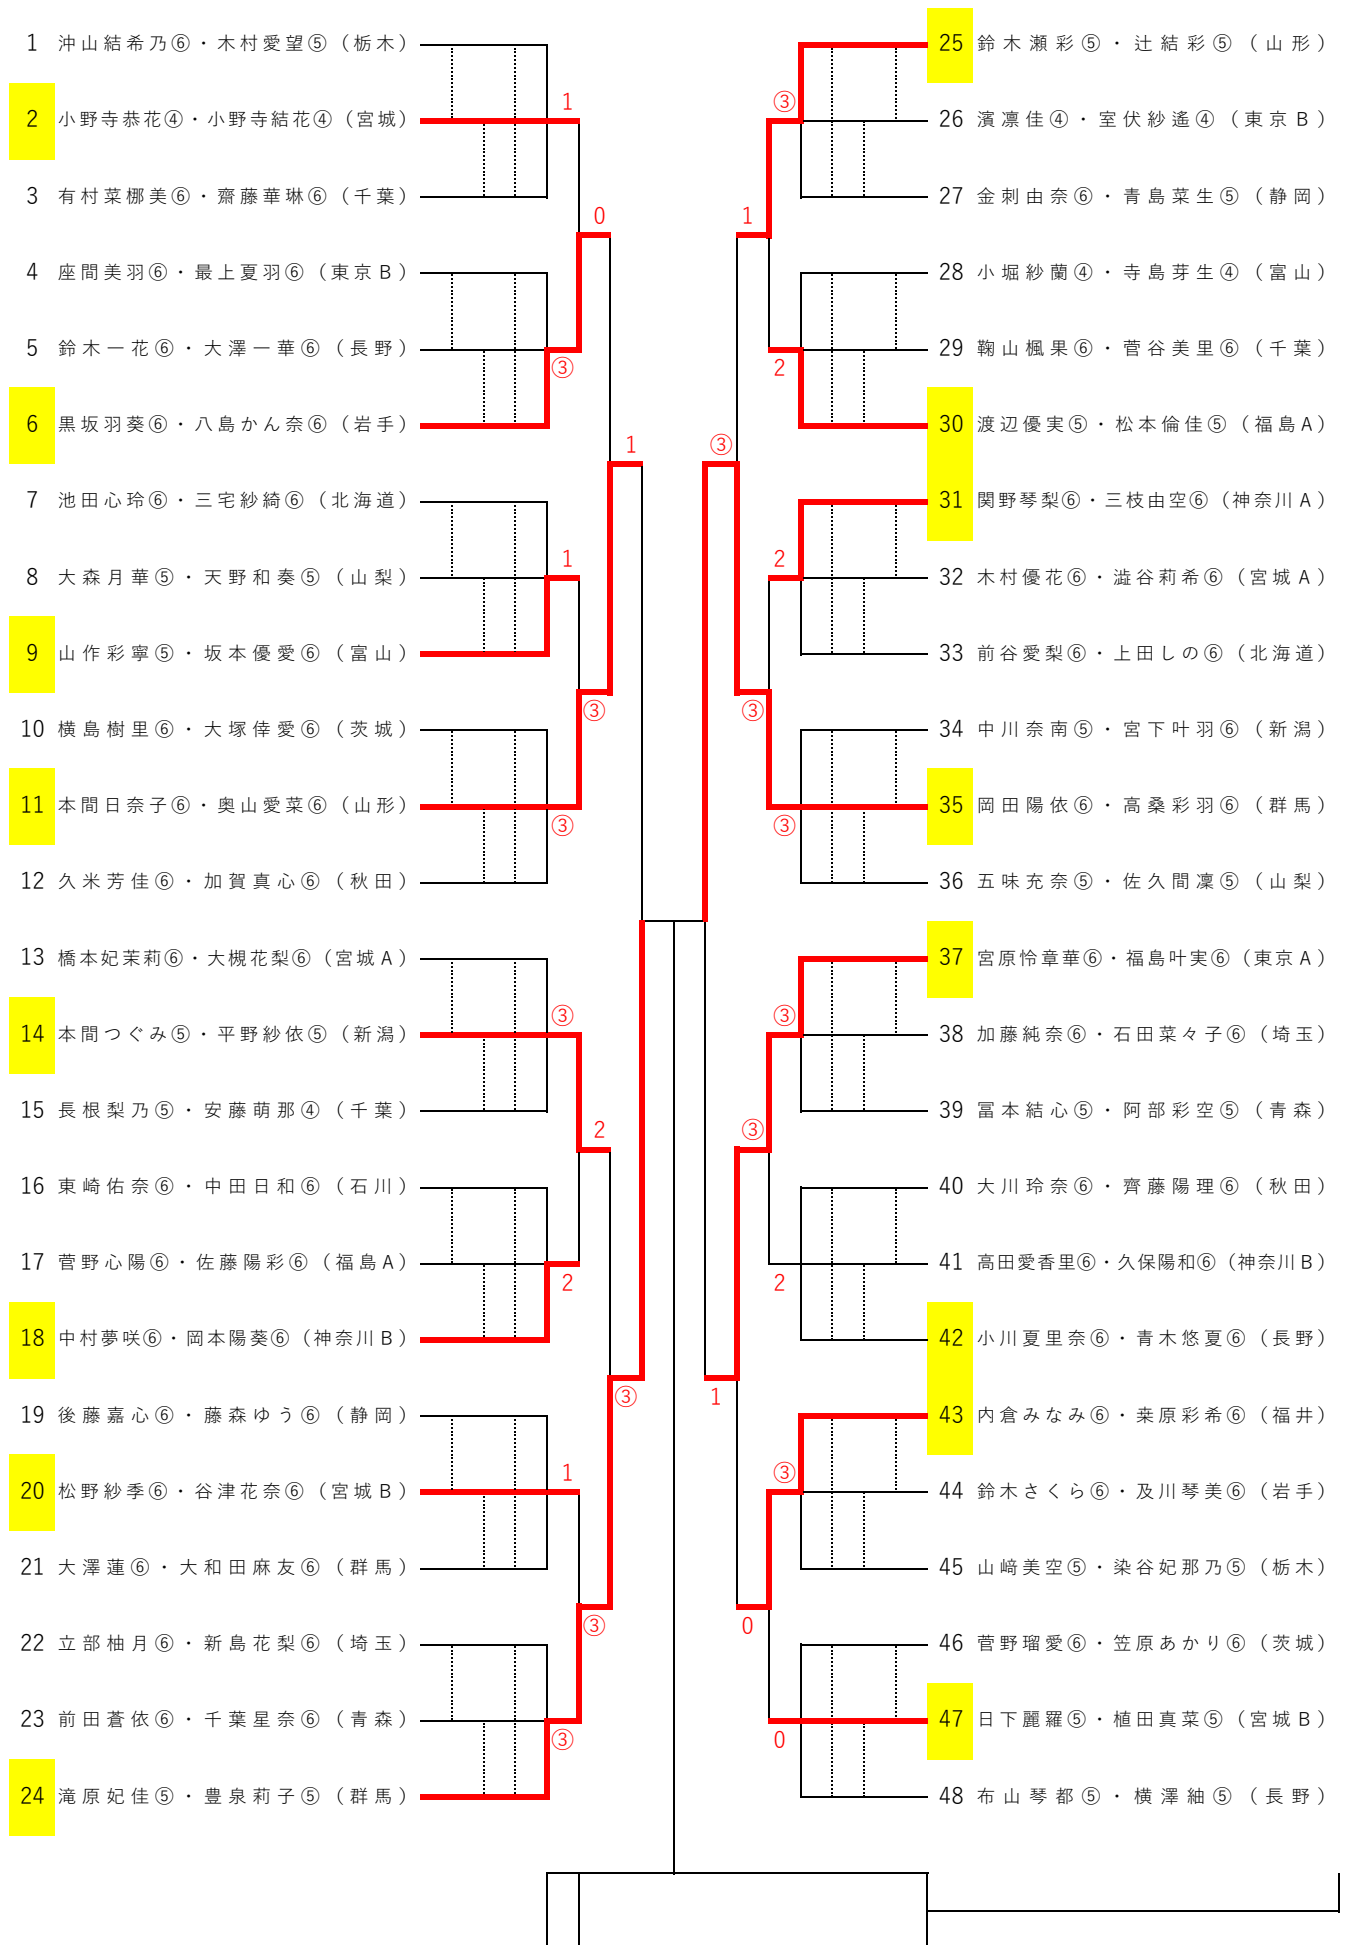 1 沖山結希乃⑥・木村愛望⑤（栃木）
2 小野寺恭花④・小野寺結花④（宮城）
1
3 有村菜梛美⑥・齋藤華琳⑥（千葉）
0
4 座間美羽⑥・最上夏羽⑥（東京Ｂ）
5 鈴木一花⑥・大澤一華⑥（長野）
③
6 黒坂羽葵⑥・八島かん奈⑥（岩手）
1
7 池田心玲⑥・三宅紗綺⑥（北海道）
8 大森月華⑤・天野和奏⑤（山梨）
1
9 山作彩寧⑤・坂本優愛⑥（富山）
③
10 横島樹里⑥・大塚倖愛⑥（茨城）
11 本間日奈子⑥・奥山愛菜⑥（山形）
③
12 久米芳佳⑥・加賀真心⑥（秋田）
13 橋本妃茉莉⑥・大槻花梨⑥（宮城Ａ）
14 本間つぐみ⑤・平野紗依⑤（新潟）
③
15 長根梨乃⑤・安藤萌那④（千葉）
2
16 東崎佑奈⑥・中田日和⑥（石川）
17 菅野心陽⑥・佐藤陽彩⑥（福島Ａ）
2
18 中村夢咲⑥・岡本陽葵⑥（神奈川Ｂ）
③
19 後藤嘉心⑥・藤森ゆう⑥（静岡）
20 松野紗季⑥・谷津花奈⑥（宮城Ｂ）
1
21 大澤蓮⑥・大和田麻友⑥（群馬）
③
22 立部柚月⑥・新島花梨⑥（埼玉）
23 前田蒼依⑥・千葉星奈⑥（青森）
③
24 滝原妃佳⑤・豊泉莉子⑤（群馬）
25 鈴木瀬彩⑤・辻結彩⑤（山形）
③
26 濱凛佳④・室伏紗遙④（東京Ｂ）
27 金刺由奈⑥・青島菜生⑤（静岡）
1
28 小堀紗蘭④・寺島芽生④（富山）
29 鞠山楓果⑥・菅谷美里⑥（千葉）
2
30 渡辺優実⑤・松本倫佳⑤（福島Ａ）
③
31 関野琴梨⑥・三枝由空⑥（神奈川Ａ）
2
32 木村優花⑥・澁谷莉希⑥（宮城Ａ）
33 前谷愛梨⑥・上田しの⑥（北海道）
③
34 中川奈南⑤・宮下叶羽⑥（新潟）
35 岡田陽依⑥・高桑彩羽⑥（群馬）
③
36 五味充奈⑤・佐久間凜⑤（山梨）
37 宮原怜章華⑥・福島叶実⑥（東京Ａ）
③
38 加藤純奈⑥・石田菜々子⑥（埼玉）
39 冨本結心⑤・阿部彩空⑤（青森）
③
40 大川玲奈⑥・齊藤陽理⑥（秋田）
41 高田愛香里⑥・久保陽和⑥（神奈川Ｂ）
2
42 小川夏里奈⑥・青木悠夏⑥（長野）
1
43 内倉みなみ⑥・桒原彩希⑥（福井）
③
44 鈴木さくら⑥・及川琴美⑥（岩手）
45 山﨑美空⑤・染谷妃那乃⑤（栃木）
0
46 菅野瑠愛⑥・笠原あかり⑥（茨城）
47 日下麗羅⑤・植田真菜⑤（宮城Ｂ）
0
48 布山琴都⑤・横澤紬⑤（長野）